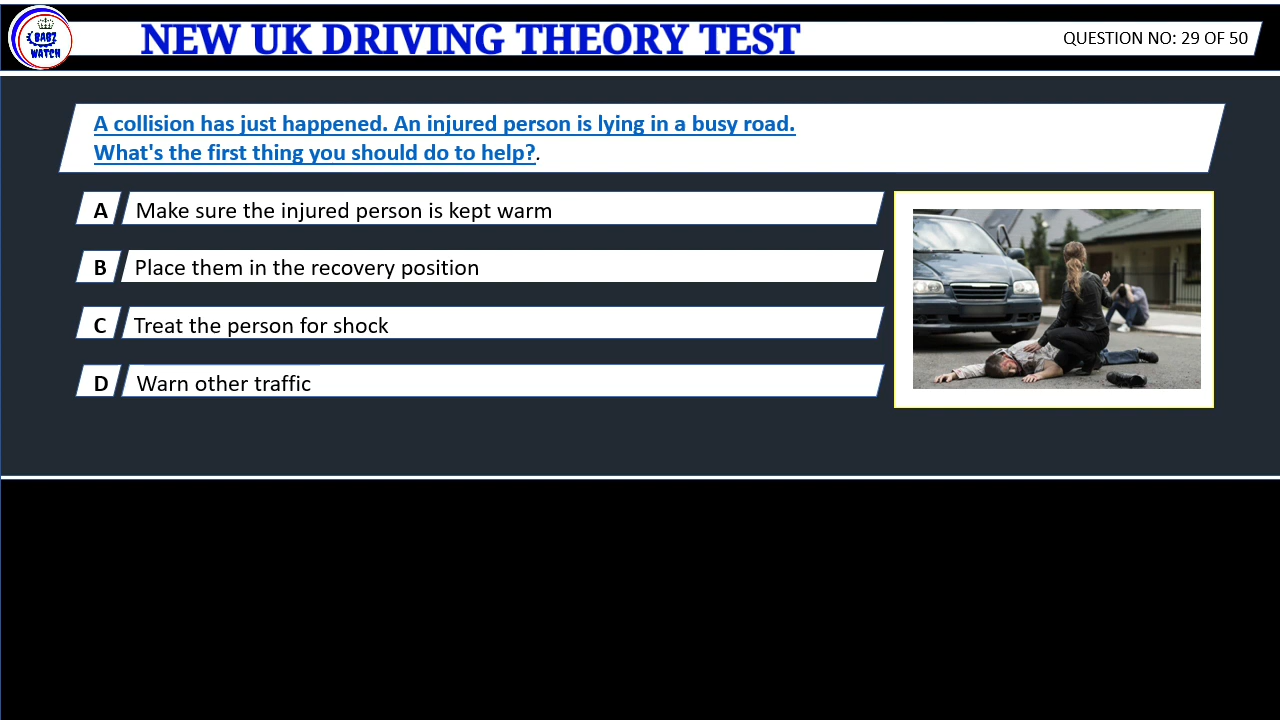 BABZ
WATCH
NEW UK DRIVING THEORY TEST
QUESTION NO: 29 OF 50
A collision has just happened. An injured person is lying in a busy road.
What's the first thing you should do to help?.
A Make sure the injured person is kept warm
B Place them in the recovery position
C Treat the person for shock
D Warn other traffic